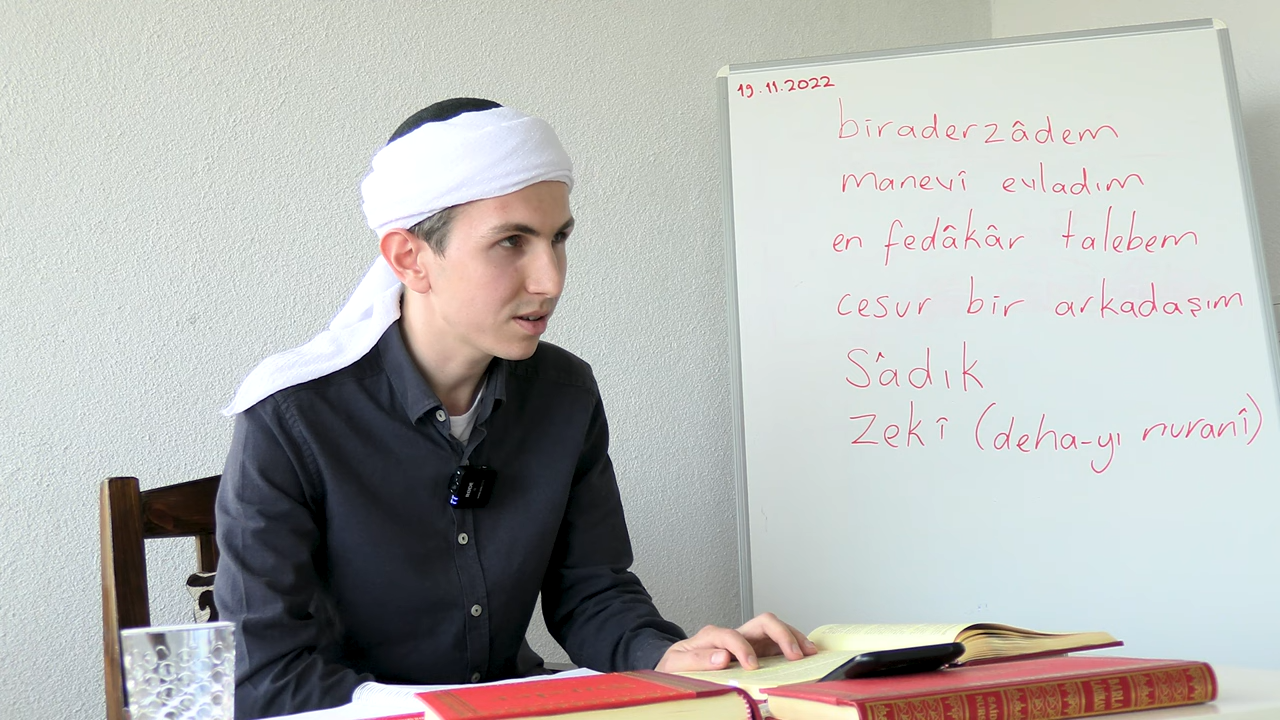 19.11.2022
biraderzâdem
manevî evladım
en fedâkâr talebem
cesur bir arkadaşım
Sâdık
Zekî (deha-yı nuranî)